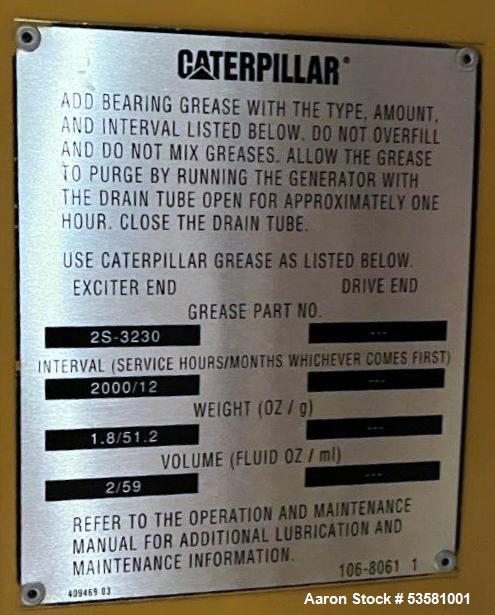 CATERPILLAR®
ADD BEARING GREASE WITH THE TYPE, AMOUNT,
AND INTERVAL LISTED BELOW. DO NOT OVERFILL
AND DO NOT MIX GREASES. ALLOW THE GREASE
TO PURGE BY RUNNING THE GENERATOR WITH
THE DRAIN TUBE OPEN FOR APPROXIMATELY ONE
HOUR. CLOSE THE DRAIN TUBE.
USE CATERPILLAR GREASE AS LISTED BELOW.
EXCITER END DRIVE END
GREASE PART NO.
2S-3230 ---
INTERVAL (SERVICE HOURS/MONTHS WHICHEVER COMES FIRST)
2000/12 ---
WEIGHT (OZ / g)
1.8/51.2 ---
VOLUME (FLUID OZ / ml)
2/59 ---
REFER TO THE OPERATION AND MAINTENANCE
MANUAL FOR ADDITIONAL LUBRICATION AND
MAINTENANCE INFORMATION.
106-8061 1
409469 03
Aaron Stock # 53581001